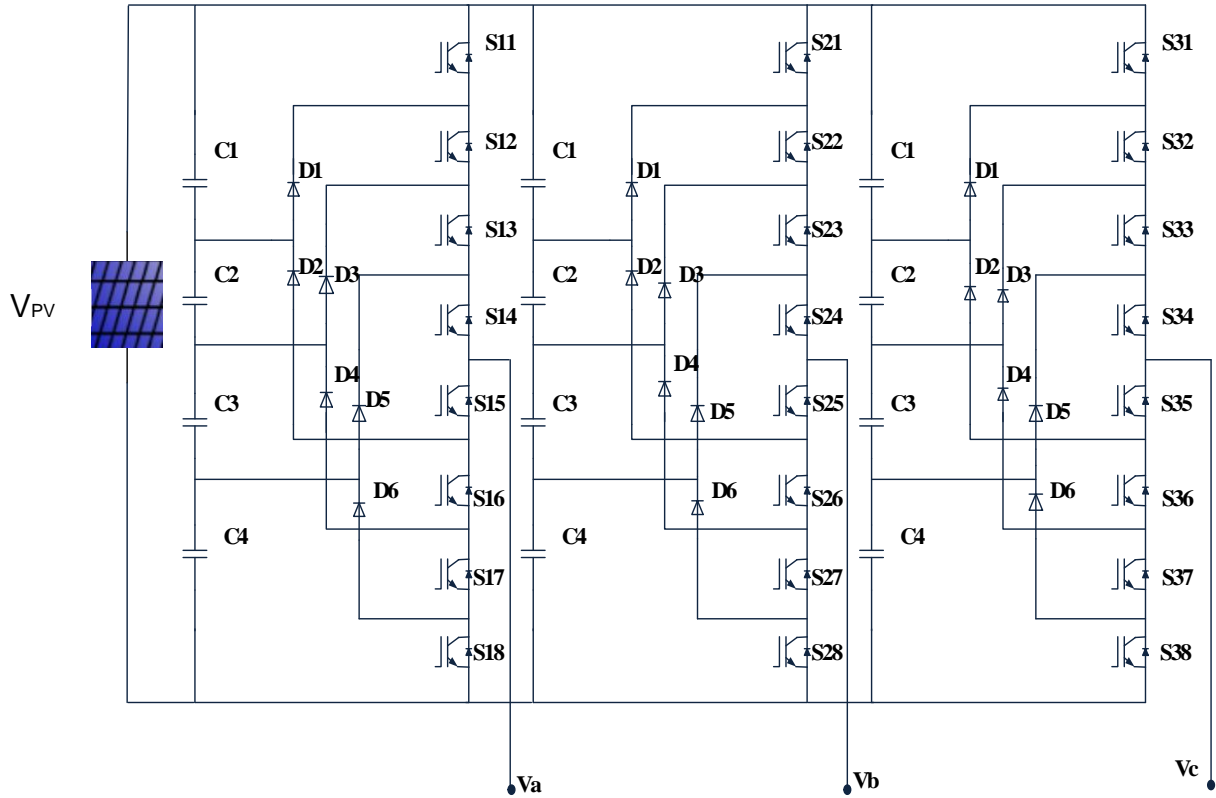 S11 S21 S31
C1 S12 C1 S22 C1 S32
D1 D1 D1
S13 S23 S33
C2 D2 D3 C2 D2 D3 C2 D2 D3
VPV
S14 S24 S34
D4 D4 D4
C3 S15 D5 C3 S25 D5 C3 S35 D5
D6 S16 D6 S26 D6 S36
C4 C4 C4
S17 S27 S37
S18 S28 S38
Va Vb Vc